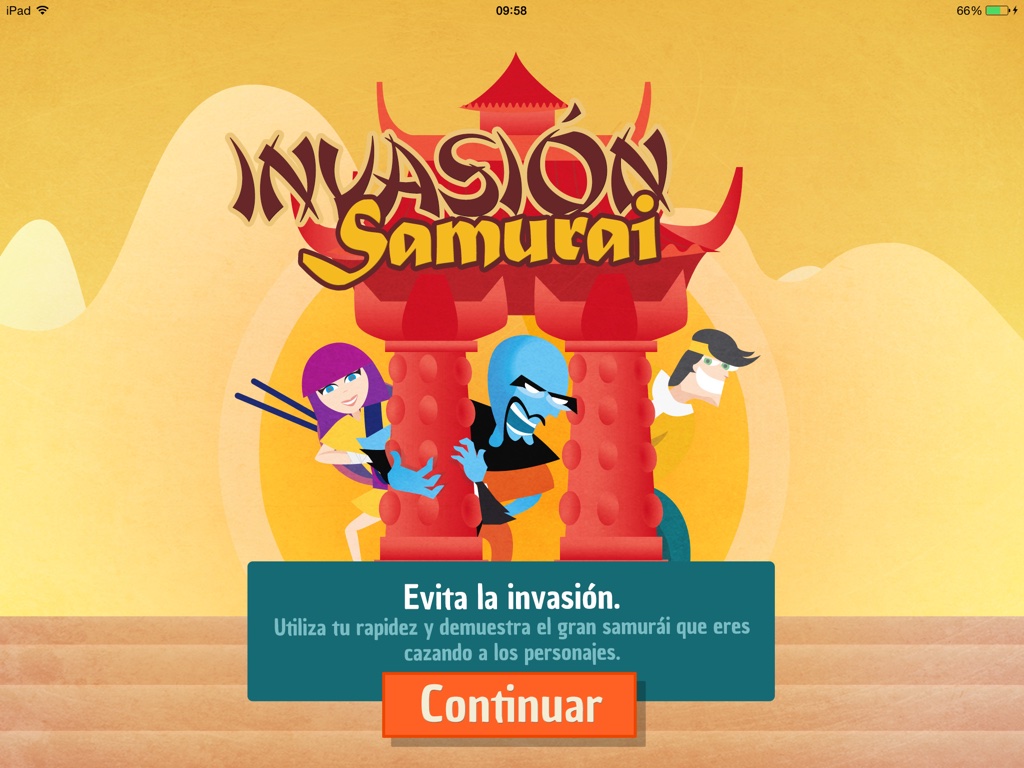 iPad 09:58 66%
INVASIÓN
Samurai
Evita la invasión.
Utiliza tu rapidez y demuestra el gran samurái que eres
cazando a los personajes.
Continuar